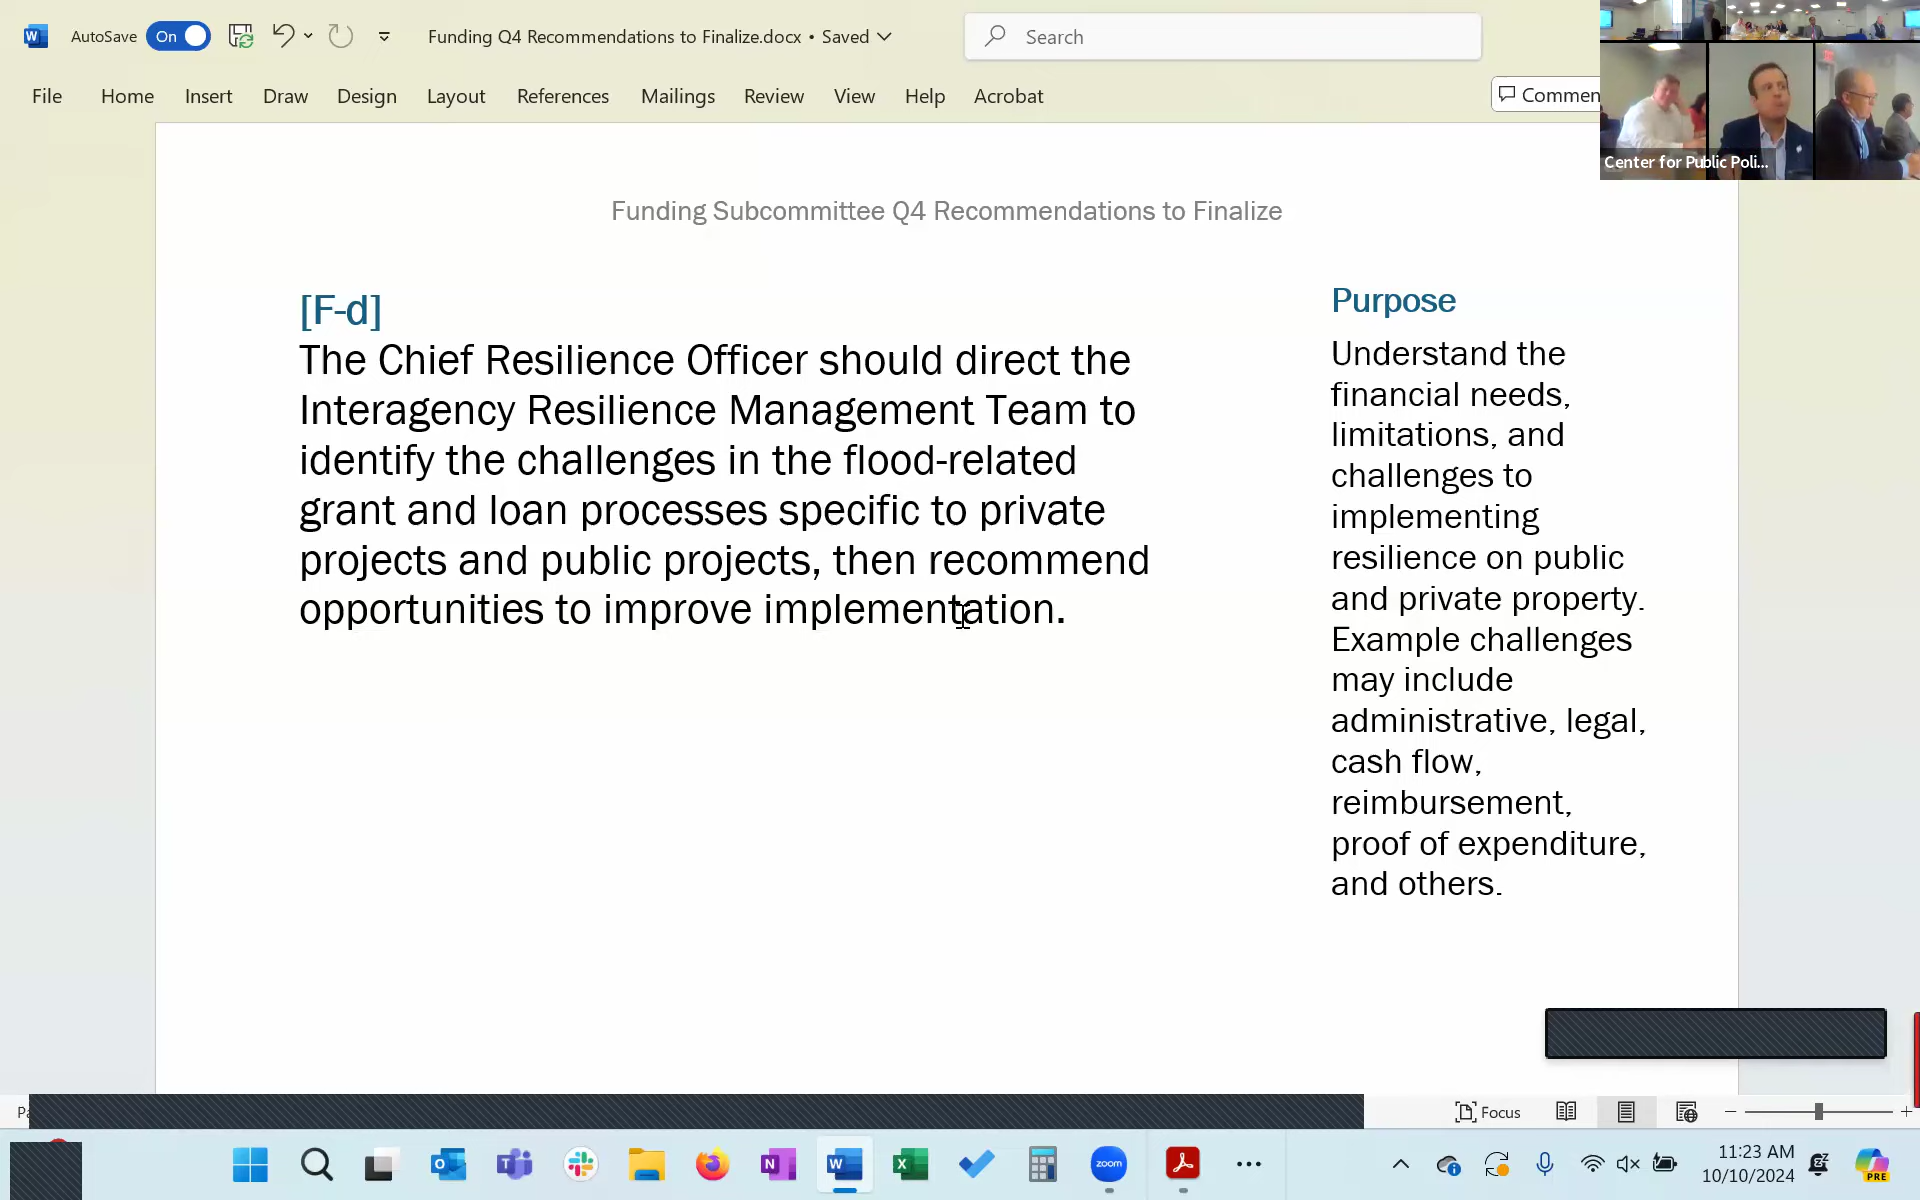 AutoSave On Funding Q4 Recommendations to Finalize.docx • Saved Search
File Home Insert Draw Design Layout References Mailings Review View Help Acrobat Commen
Center for Public Poli...
Funding Subcommittee Q4 Recommendations to Finalize
[F-d]
The Chief Resilience Officer should direct the
Interagency Resilience Management Team to
identify the challenges in the flood-related
grant and loan processes specific to private
projects and public projects, then recommend
opportunities to improve implementation.
Purpose
Understand the
financial needs,
limitations, and
challenges to
implementing
resilience on public
and private property.
Example challenges
may include
administrative, legal,
cash flow,
reimbursement,
proof of expenditure,
and others.
Focus
zoom
PRE
11:23 AM
10/10/2024